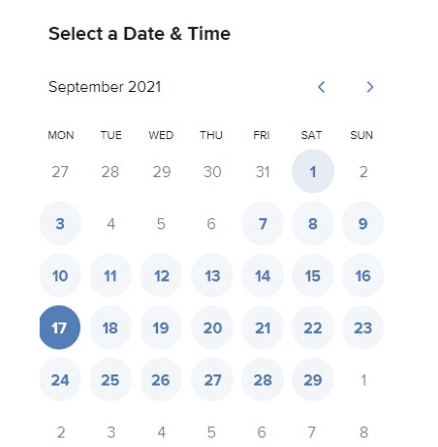 Select a Date & Time
September 2021
MON TUE WED THU FRI SAT SUN
27 28 29 30 31 1 2
3 4 5 6 7 8 9
10 11 12 13 14 15 16
17 18 19 20 21 22 23
24 25 26 27 28 29 1
2 3 4 5 6 7 8